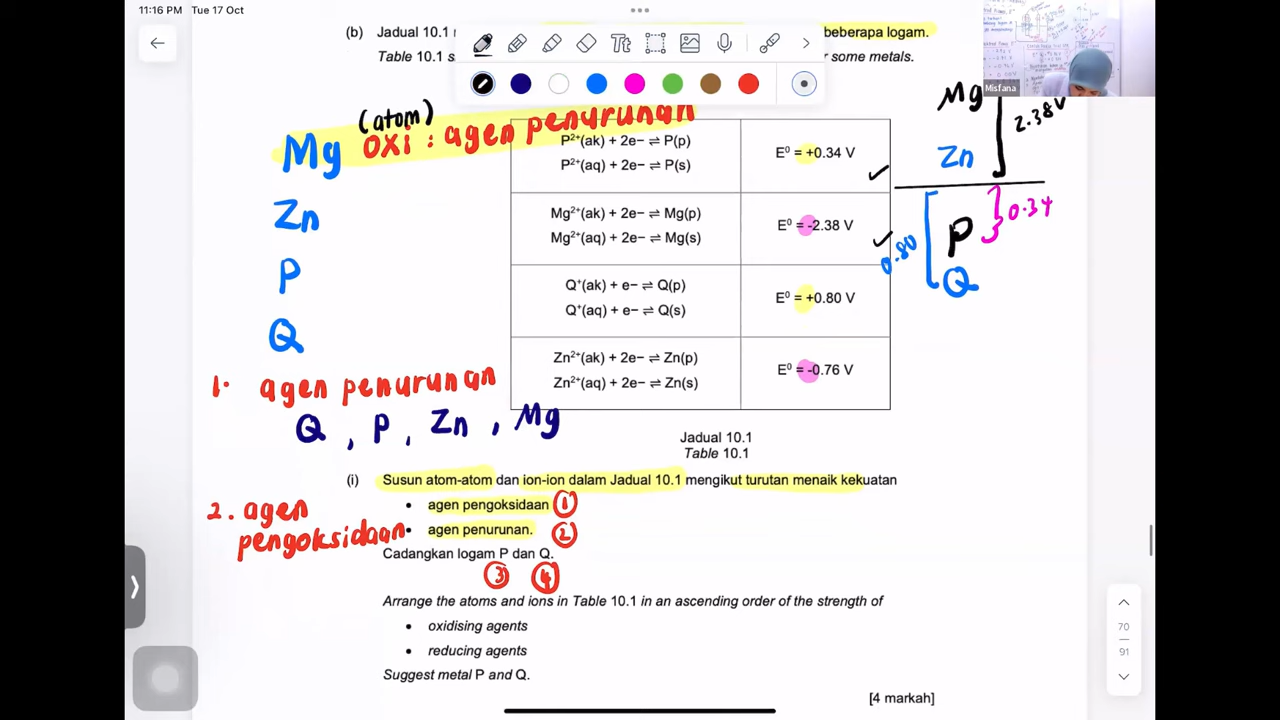 11:16 PM Tue 17 Oct
(b) Jadual 10.1 beberapa logam.
Table 10.1 s for some metals.
Tt
Misfana
(atom)
Mg OXi : agen penurunan
Zn
P
Q
P²⁺(ak) + 2e− ⇌ P(p)
P²⁺(aq) + 2e− ⇌ P(s)
E⁰ = +0.34 V
Mg²⁺(ak) + 2e− ⇌ Mg(p)
Mg²⁺(aq) + 2e− ⇌ Mg(s)
E⁰ = -2.38 V
Q⁺(ak) + e− ⇌ Q(p)
Q⁺(aq) + e− ⇌ Q(s)
E⁰ = +0.80 V
Zn²⁺(ak) + 2e− ⇌ Zn(p)
Zn²⁺(aq) + 2e− ⇌ Zn(s)
E⁰ = -0.76 V
Mg
2.38V
Zn
P
0.34
0.80
Q
1. agen penurunan
Q , P , Zn , Mg
Jadual 10.1
Table 10.1
(i) Susun atom-atom dan ion-ion dalam Jadual 10.1 mengikut turutan menaik kekuatan
• agen pengoksidaan 1
• agen penurunan. 2
2. agen
pengoksidaan
Cadangkan logam P dan Q.
3 4
Arrange the atoms and ions in Table 10.1 in an ascending order of the strength of
• oxidising agents
• reducing agents
Suggest metal P and Q.
[4 markah]
70
91